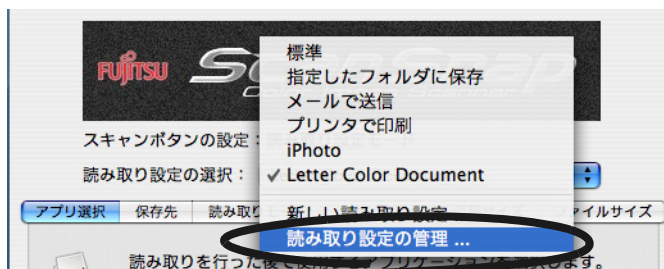 FUJITSU
標準
指定したフォルダに保存
メールで送信
プリンタで印刷
スキャンボタンの設定：
iPhoto
読み取り設定の選択： ✓ Letter Color Document
アプリ選択 保存先 読み取り 新しい読み取り設定 ... ァイルサイズ
読み取り設定の管理 ...
読み取りを行った後で